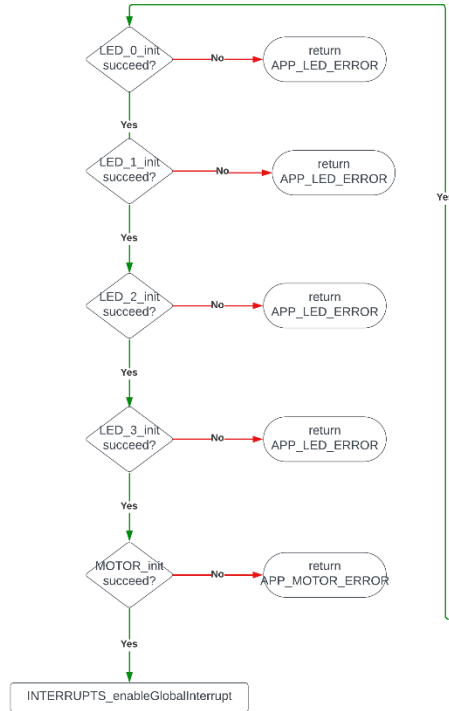 LED_0_init
succeed?
No
return
APP_LED_ERROR
Yes
LED_1_init
succeed?
No
return
APP_LED_ERROR
Yes
Yes
LED_2_init
succeed?
No
return
APP_LED_ERROR
Yes
LED_3_init
succeed?
No
return
APP_LED_ERROR
Yes
MOTOR_init
succeed?
No
return
APP_MOTOR_ERROR
Yes
INTERRUPTS_enableGlobalInterrupt